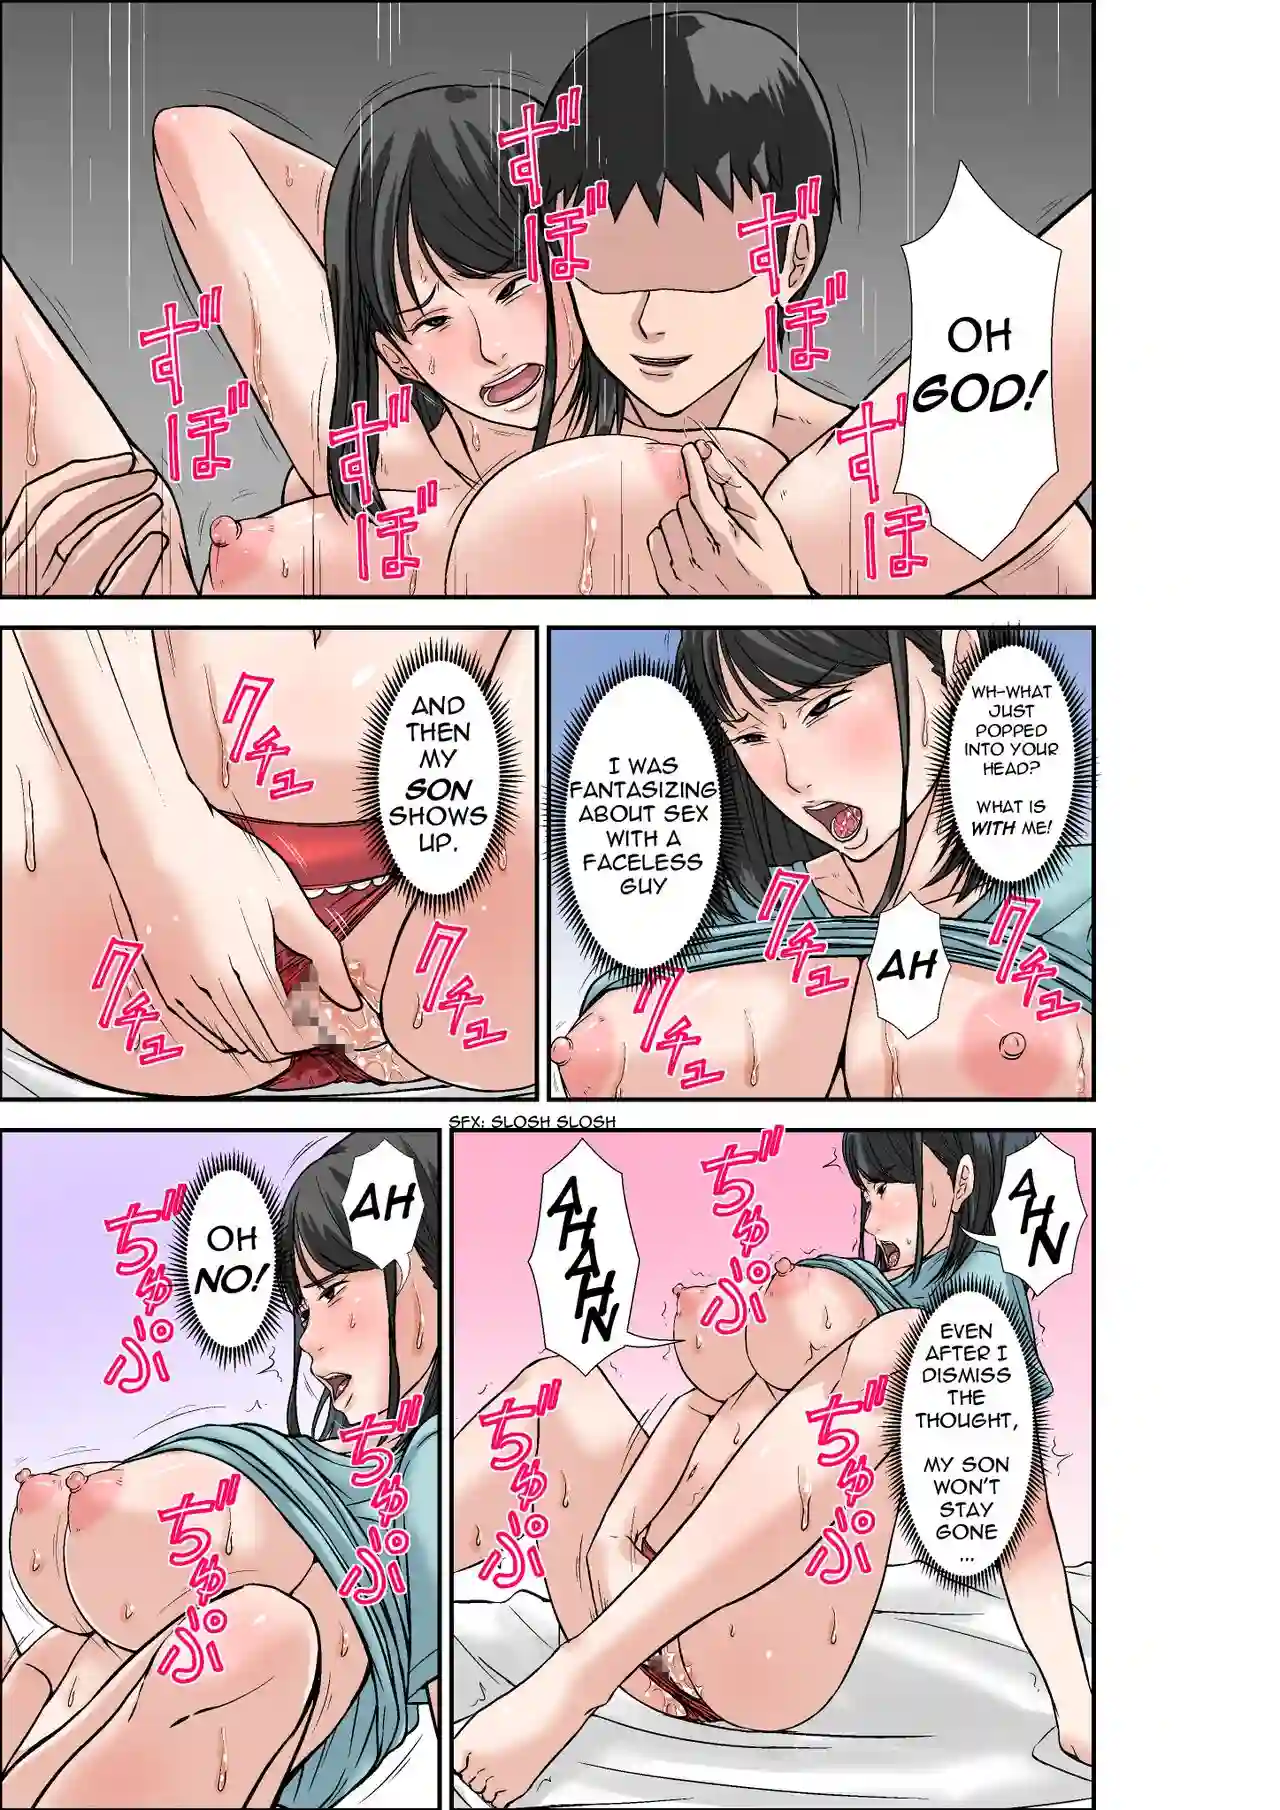 ずぼ
ずぼ
ずぼ
ずぼ
ずぼ
OH
GOD!
WH-WHAT
JUST
POPPED
INTO YOUR
HEAD?
WHAT IS
WITH ME!
I WAS
FANTASIZING
ABOUT SEX
WITH A
FACELESS
GUY
AH
クチュ
クチュ
クチュ
AND
THEN
MY
SON
SHOWS
UP.
クチュ
クチュ
クチュ
SFX: SLOSH SLOSH
AHN
AHAHN
EVEN
AFTER I
DISMISS
THE
THOUGHT,
MY SON
WON'T
STAY
GONE
...
ぢゅぷ
ぢゅぷ
AH
OH
NO!
ぢゅぷ
ぢゅぷ
ぢゅぷ